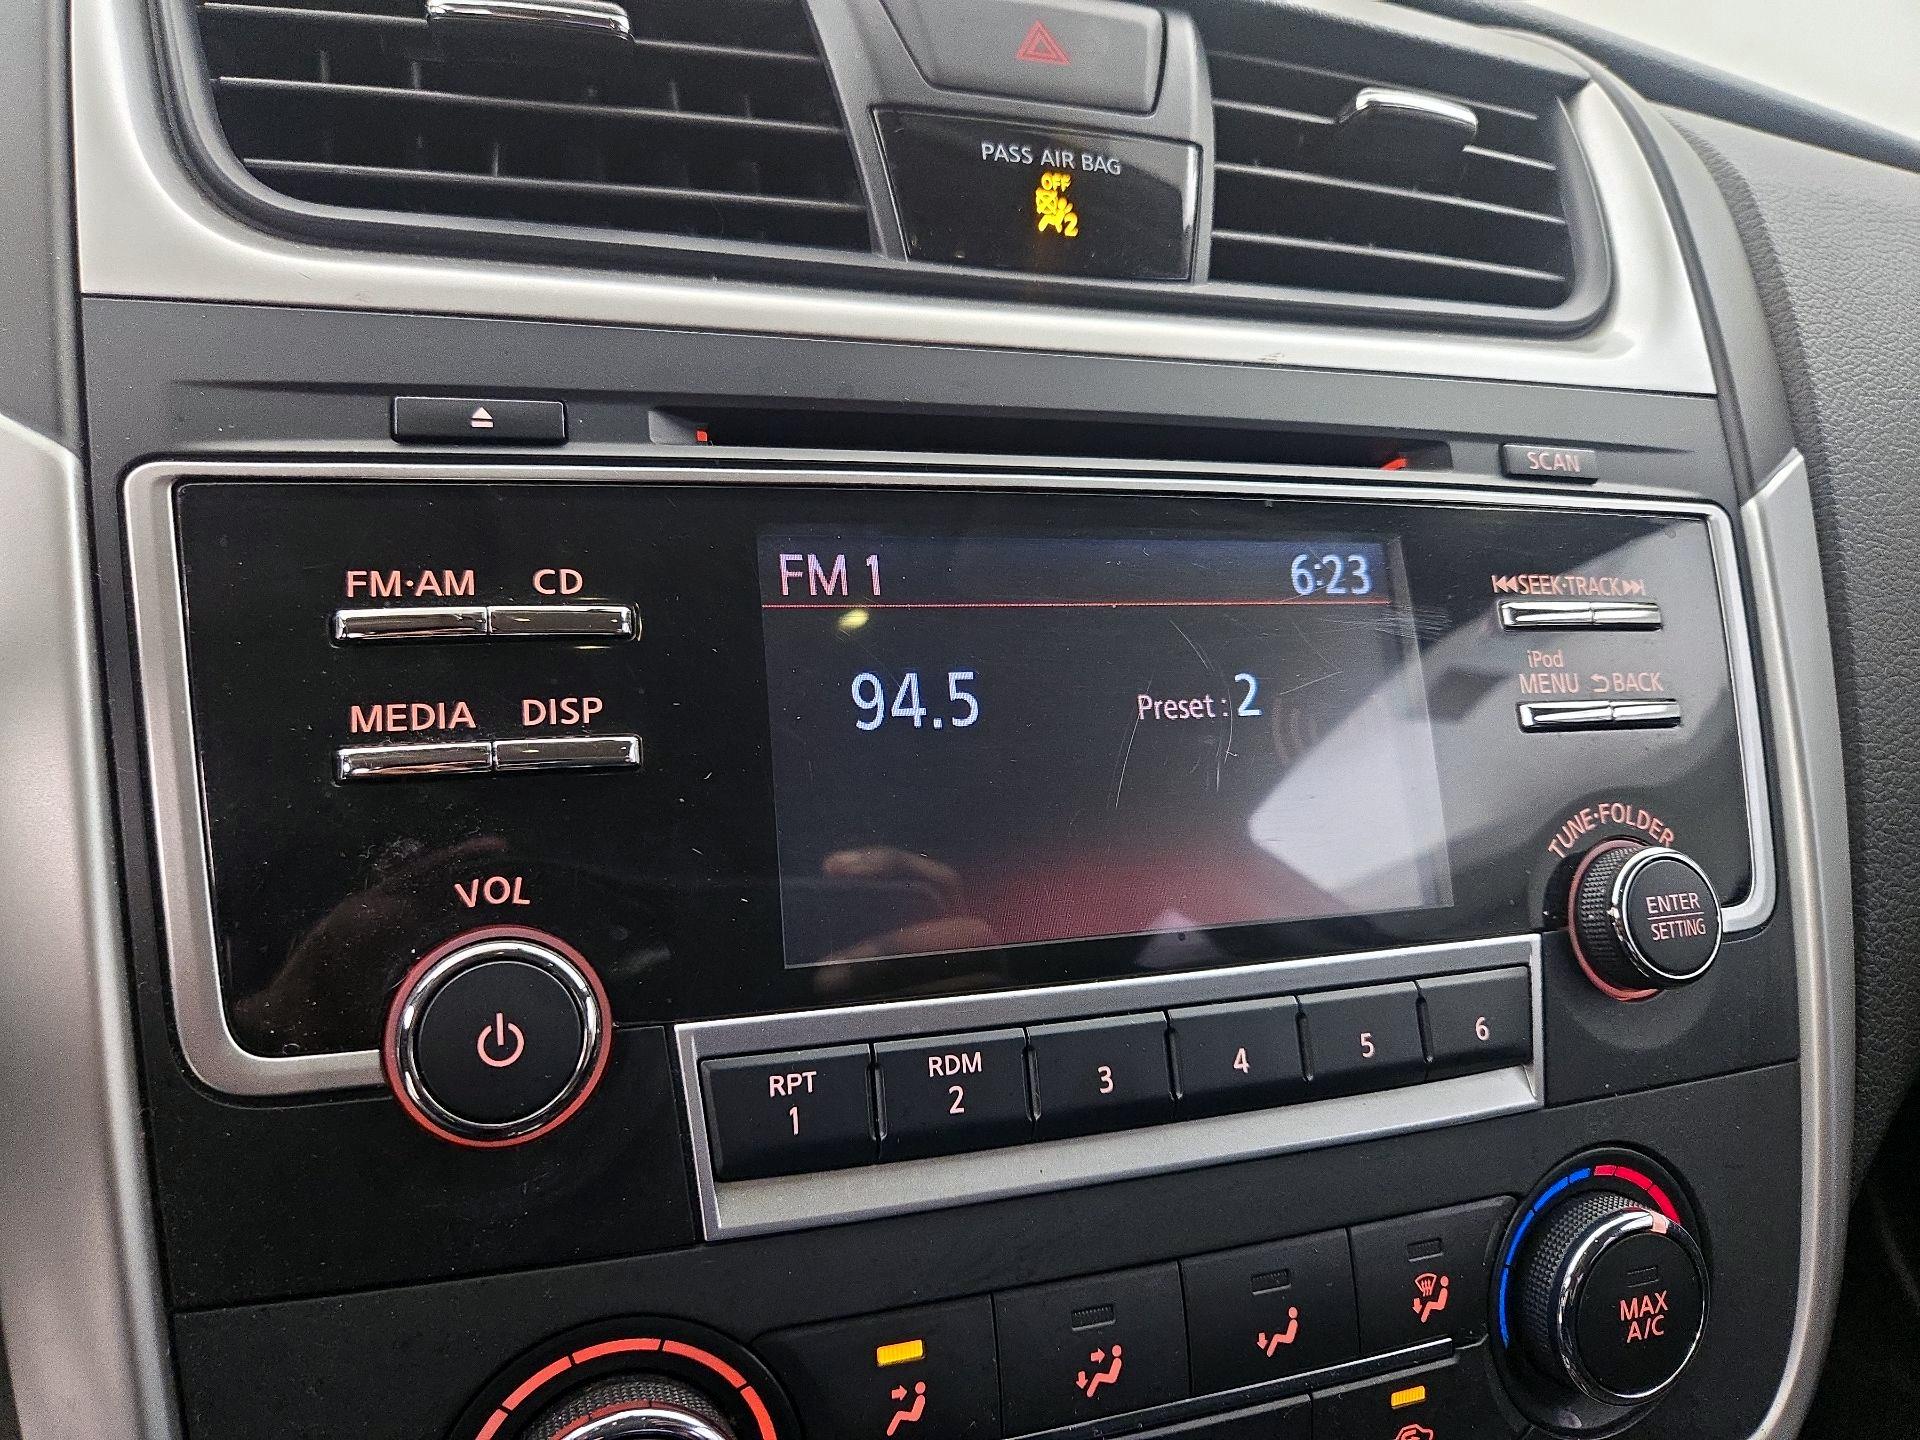 PASS AIR BAG
OFF
2
SCAN
FM·AM CD
FM 1 6:23
SEEK·TRACK
iPod
MENU BACK
MEDIA DISP
94.5 Preset : 2
VOL
TUNE·FOLDER
ENTER
SETTING
RPT
1
RDM
2
3
4
5
6
MAX
A/C